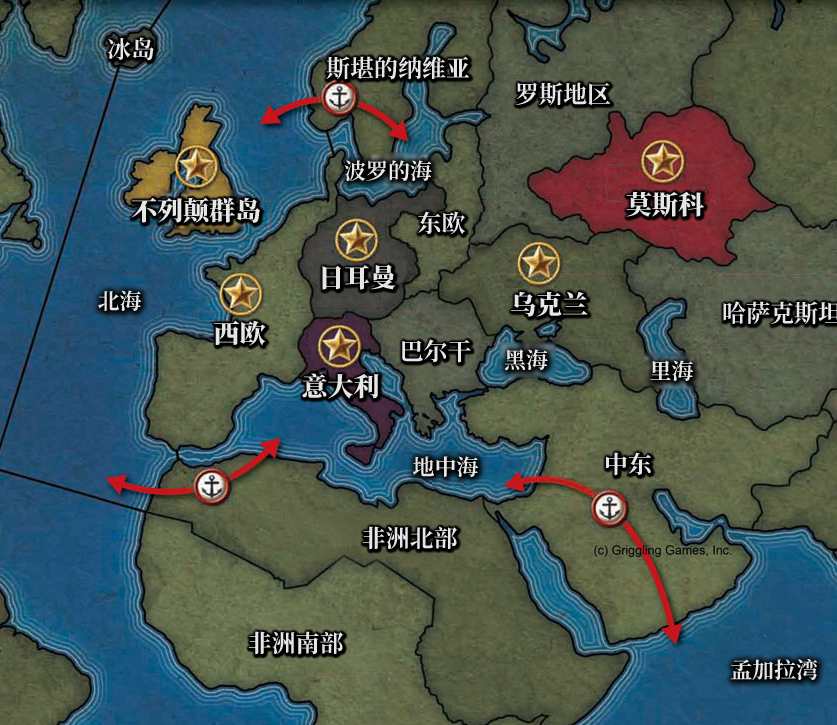 冰岛
斯堪的纳维亚
罗斯地区
波罗的海
莫斯科
不列颠群岛
东欧
日耳曼
北海
乌克兰
西欧
哈萨克斯坦
巴尔干
黑海
里海
意大利
地中海
中东
非洲北部
(c) Griggling Games, Inc.
非洲南部
孟加拉湾